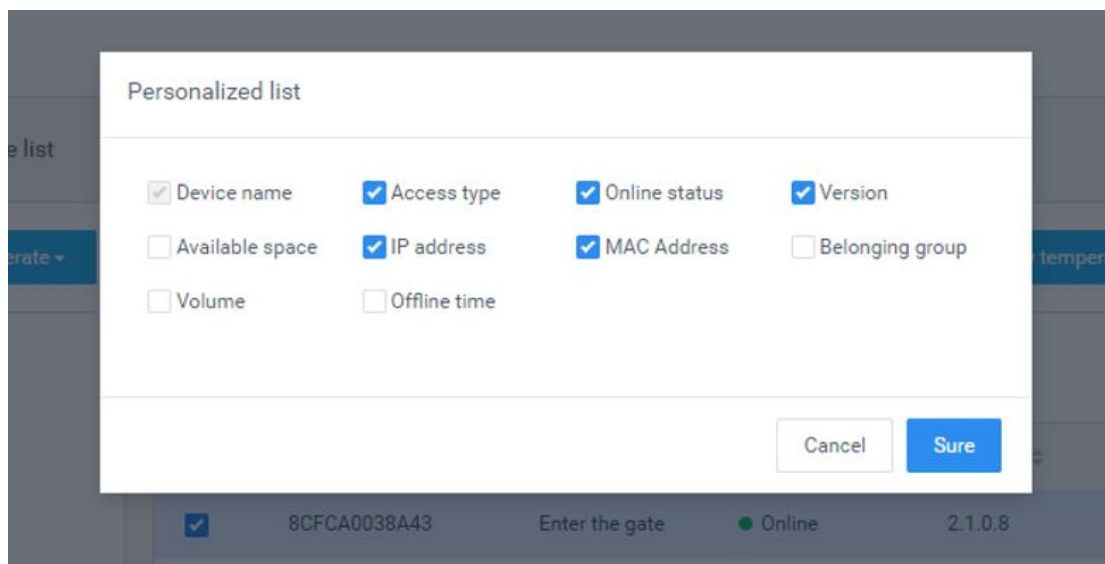 Personalized list
e list
Device name Access type Online status Version
Available space IP address MAC Address Belonging group
erate
temper
Volume Offline time
Cancel Sure
8CFCA0038A43 Enter the gate Online 2.1.0.8